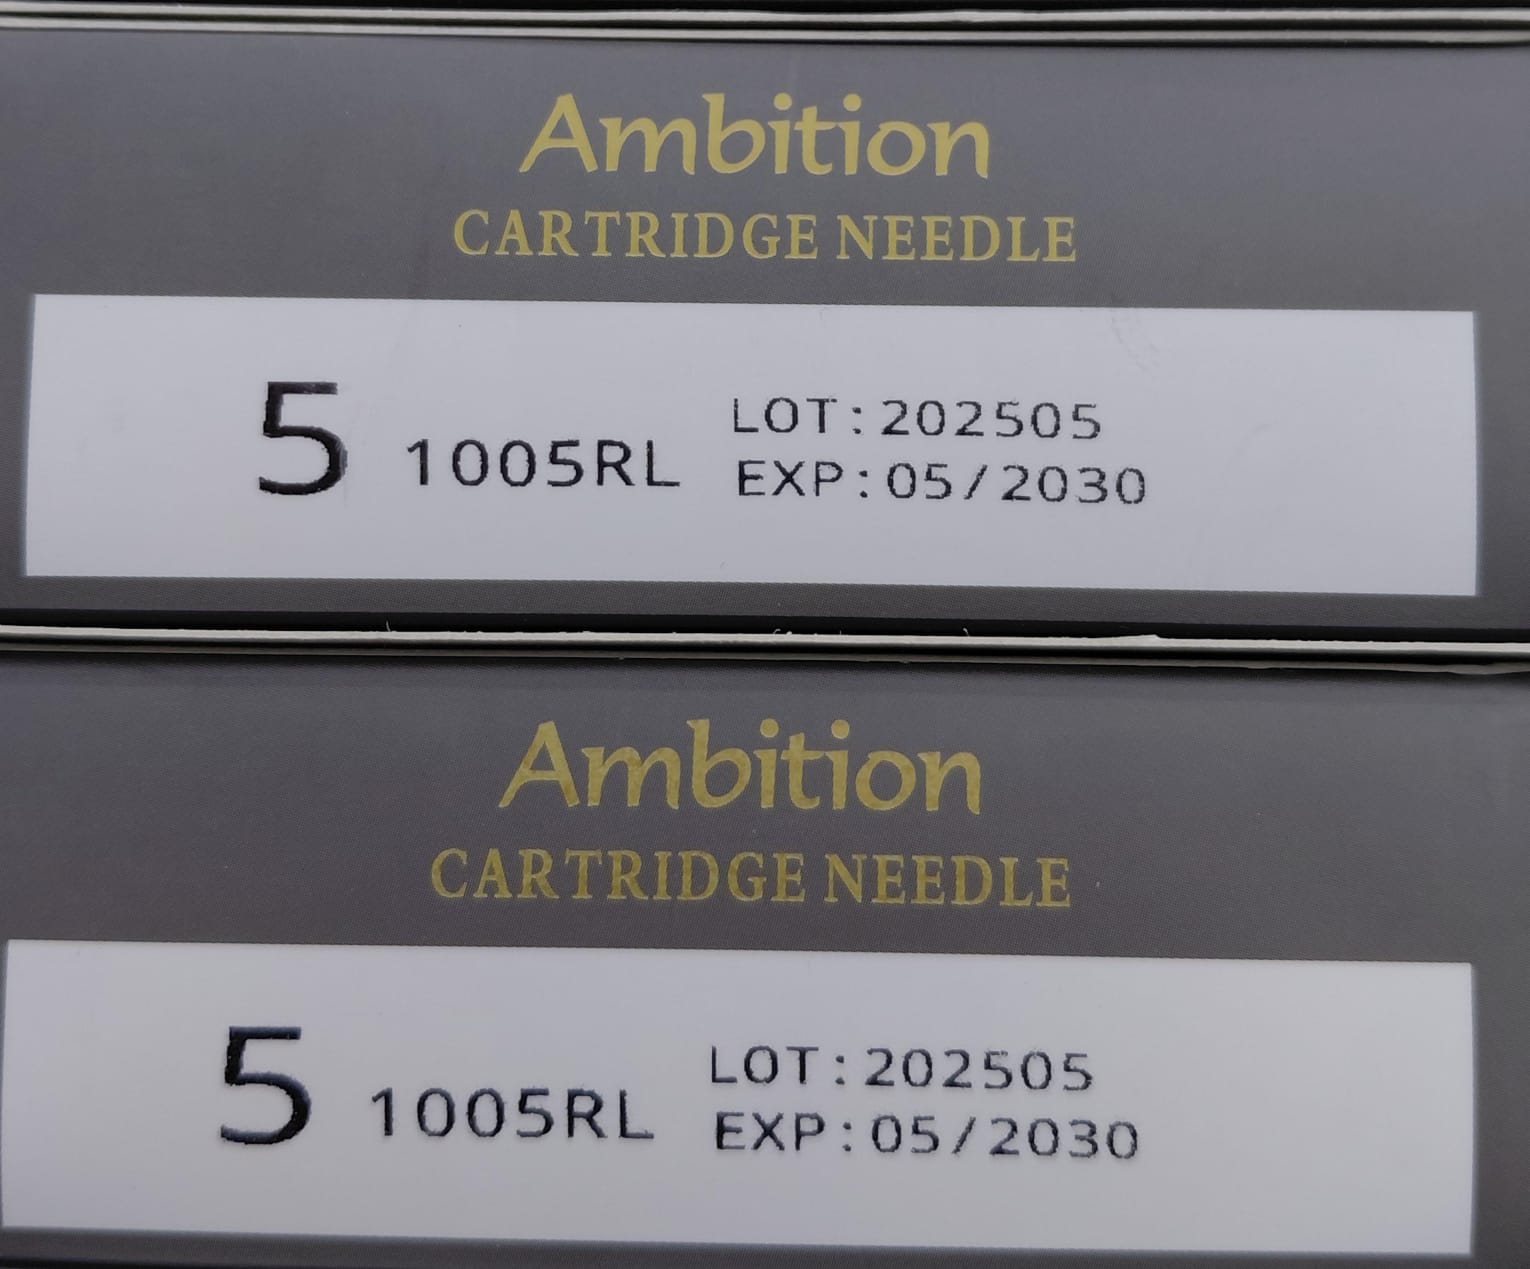 Ambition
CARTRIDGE NEEDLE
5 1005RL
LOT:202505
EXP:05/2030
Ambition
CARTRIDGE NEEDLE
5 1005RL
LOT:202505
EXP:05/2030